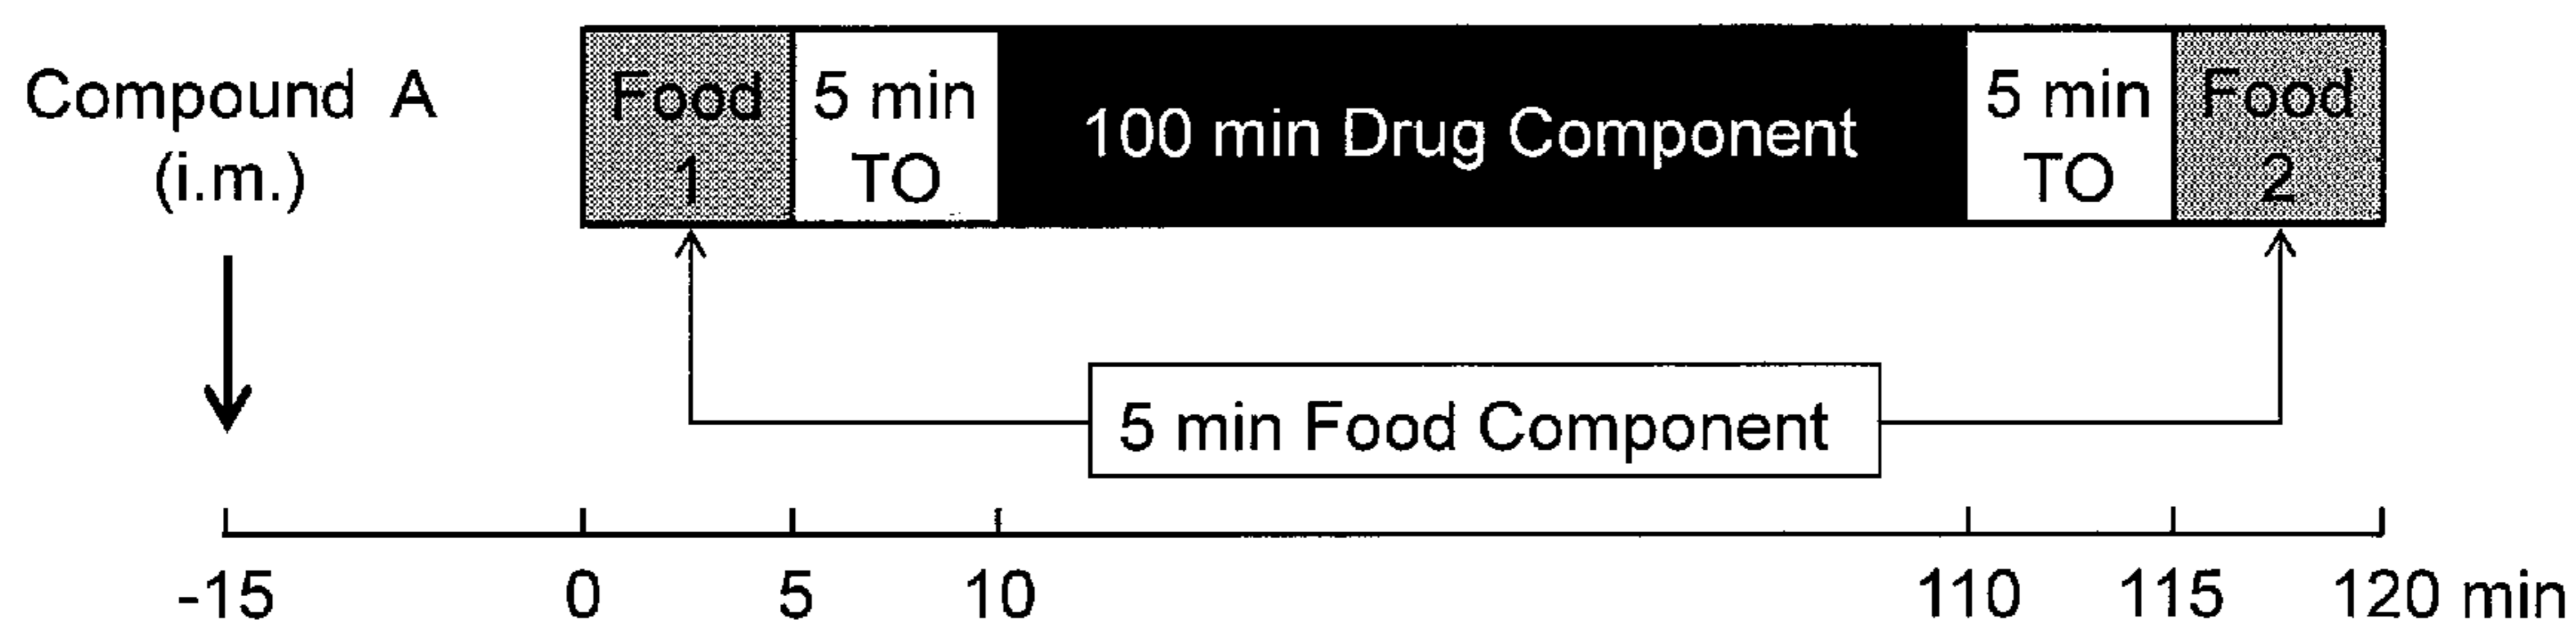 Compound A
(i.m.)
Food
1
5 min
TO
100 min Drug Component
5 min
TO
Food
2
5 min Food Component
-15
0
5
10
110
115
120 min